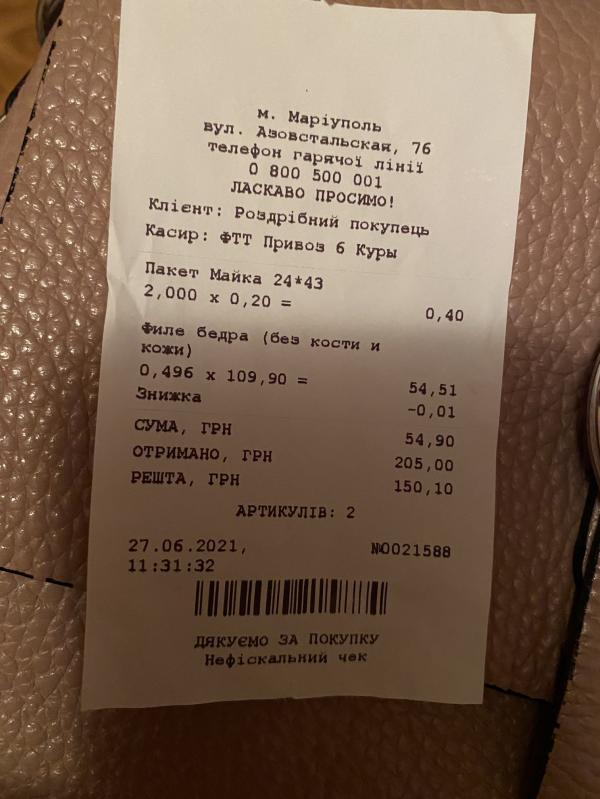 м. Маріуполь
вул. Азовстальская, 76
телефон гарячої лінії
0 800 500 001
ЛАСКАВО ПРОСИМО!
Клієнт: Роздрібний покупець
Касир: ФТТ Привоз 6 Куры
Пакет Майка 24*43
2,000 x 0,20 = 0,40
Филе бедра (без кости и
кожи)
0,496 x 109,90 = 54,51
Знижка -0,01
СУМА, ГРН 54,90
ОТРИМАНО, ГРН 205,00
РЕШТА, ГРН 150,10
АРТИКУЛІВ: 2
27.06.2021, №0021588
11:31:32
ДЯКУЄМО ЗА ПОКУПКУ
Нефіскальний чек